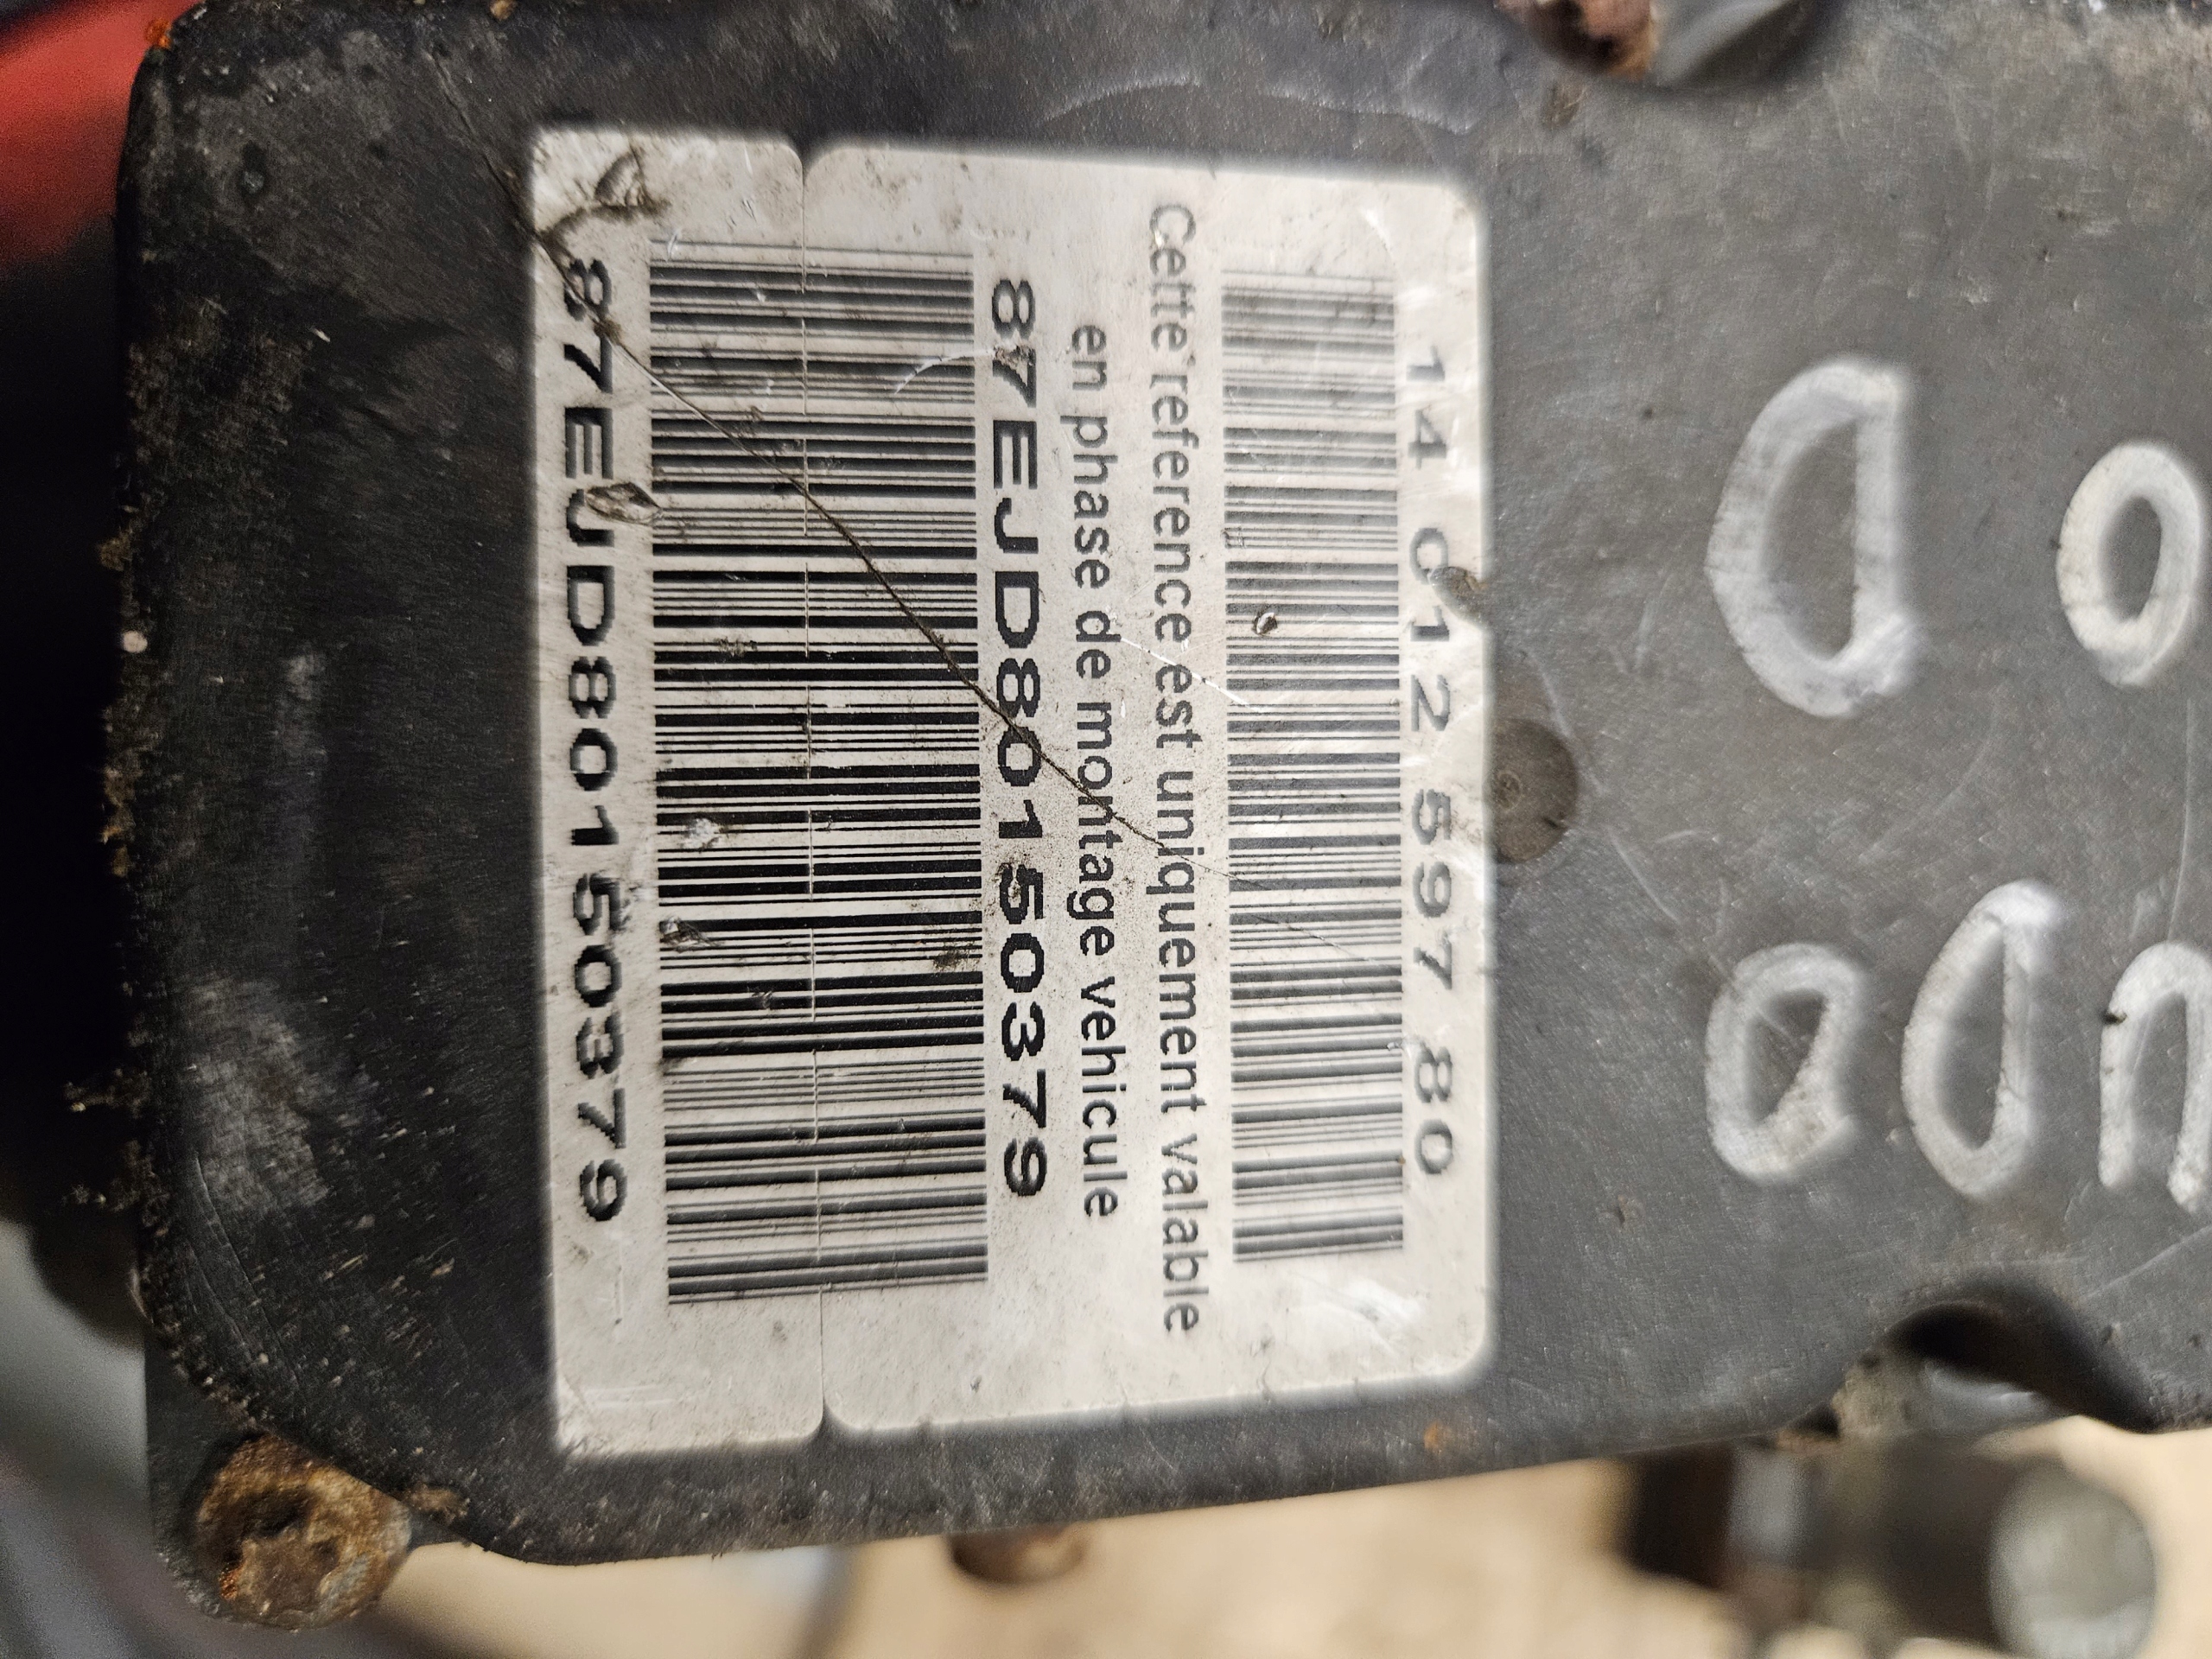 14 012 597 80
Cette reference est uniquement valable
en phase de montage vehicule
87EJD80150379
87EJD80150379